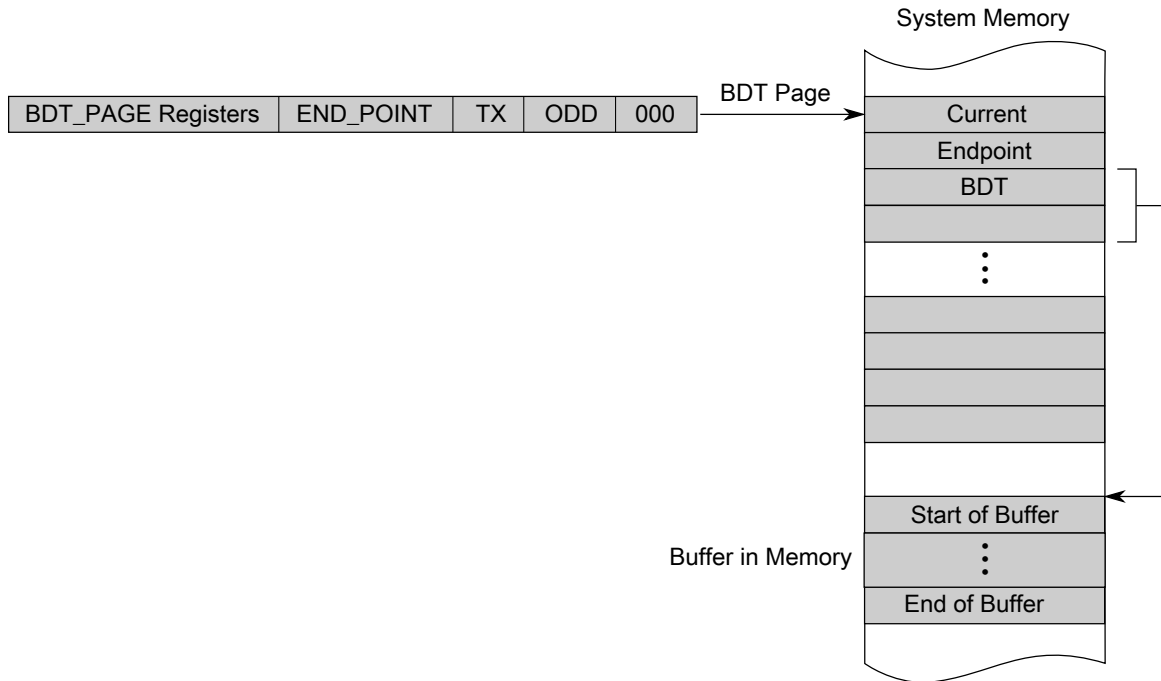 System Memory
BDT_PAGE Registers END_POINT TX ODD 000
BDT Page
Current
Endpoint
BDT
Start of Buffer
Buffer in Memory
End of Buffer